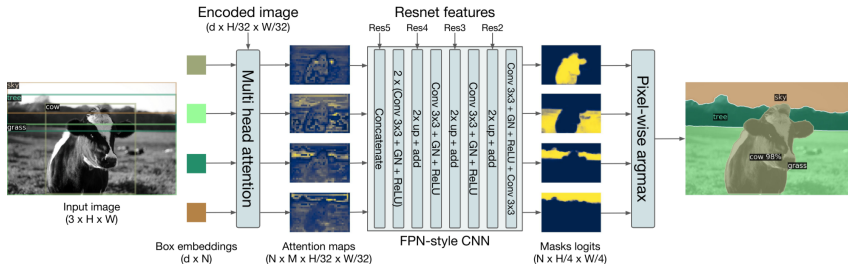 Encoded image
(d x H/32 x W/32)
Resnet features
Res5
Res4
Res3
Res2
sky
tree
cow
grass
Input image
(3 x H x W)
Box embeddings
(d x N)
Multi head attention
Attention maps
(N x M x H/32 x W/32)
Concatenate
2 x (Conv 3x3 + GN + ReLU)
2x up + add
Conv 3x3 + GN + ReLU
2x up + add
Conv 3x3 + GN + ReLU
2x up + add
Conv 3x3 + GN + ReLU + Conv 3x3
FPN-style CNN
Masks logits
(N x H/4 x W/4)
Pixel-wise argmax
sky
tree
cow 98%
grass